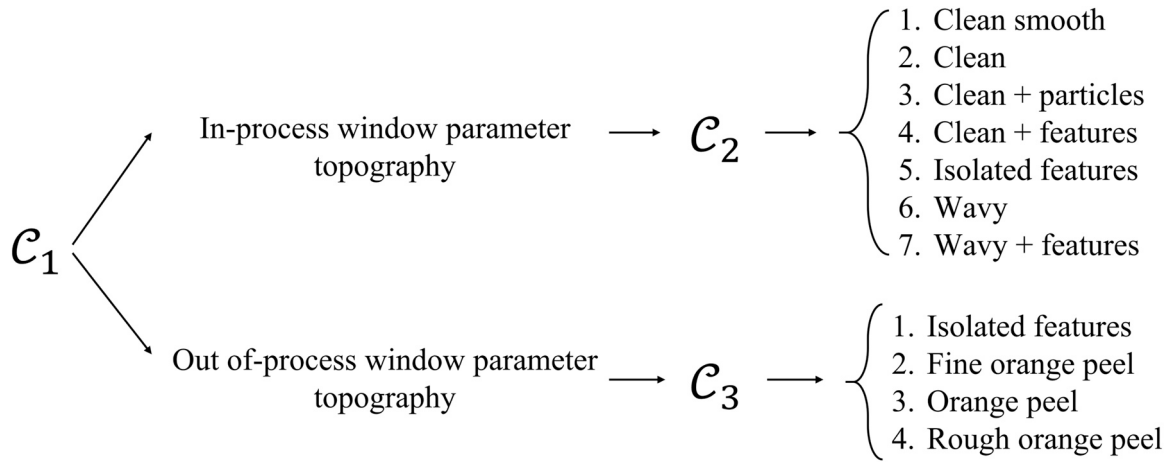 1. Clean smooth
2. Clean
3. Clean + particles
4. Clean + features
5. Isolated features
6. Wavy
7. Wavy + features
In-process window parameter
topography
𝒞2
𝒞1
Out of-process window parameter
topography
𝒞3
1. Isolated features
2. Fine orange peel
3. Orange peel
4. Rough orange peel